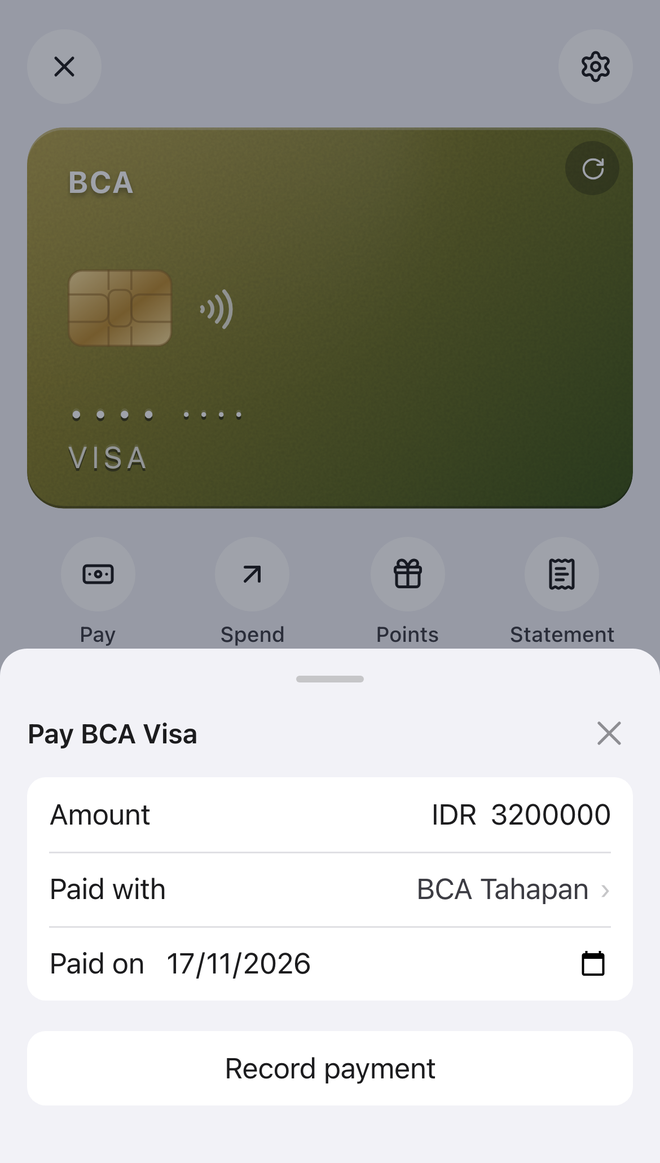 BCA
•••• ••••
VISA
Pay Spend Points Statement
Pay BCA Visa
Amount IDR 3200000
Paid with BCA Tahapan
Paid on 17/11/2026
Record payment